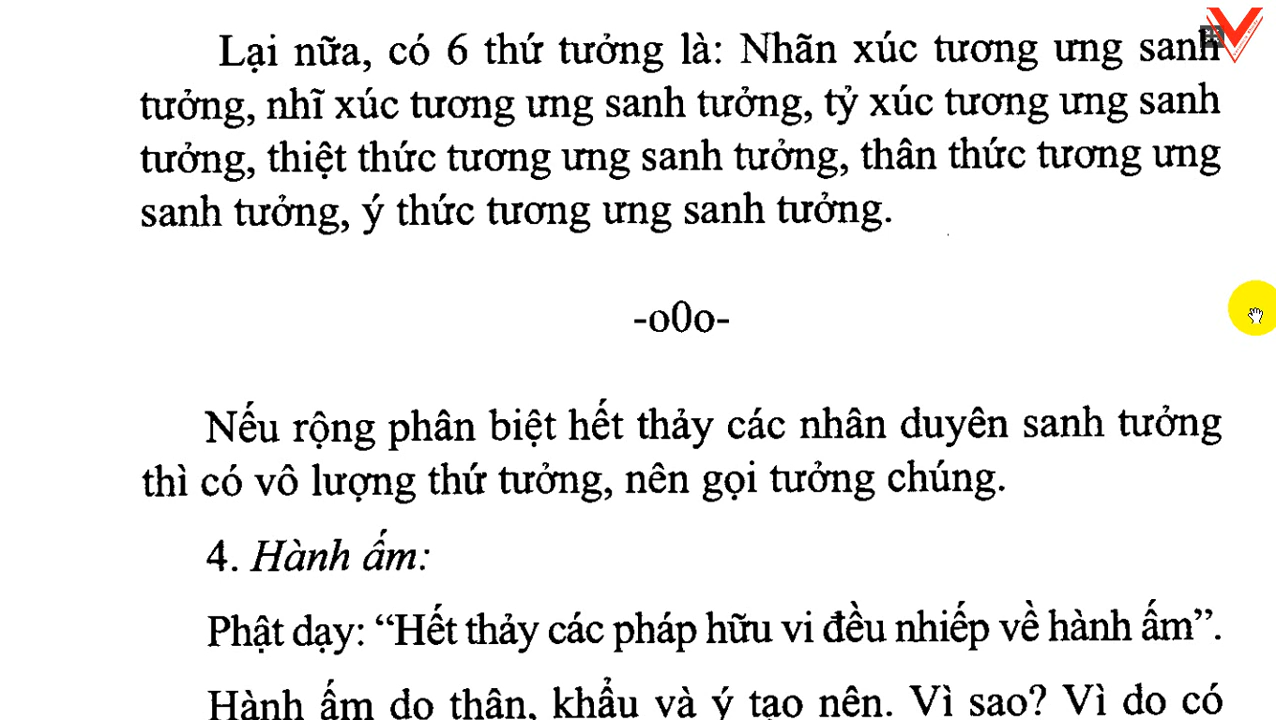 Lại nữa, có 6 thứ tưởng là: Nhãn xúc tương ưng sanh
tưởng, nhĩ xúc tương ưng sanh tưởng, tỷ xúc tương ưng sanh
tưởng, thiệt thức tương ưng sanh tưởng, thân thức tương ưng
sanh tưởng, ý thức tương ưng sanh tưởng.
-o0o-
Nếu rộng phân biệt hết thảy các nhân duyên sanh tưởng
thì có vô lượng thứ tưởng, nên gọi tưởng chúng.
4. Hành ấm:
Phật dạy: “Hết thảy các pháp hữu vi đều nhiếp về hành ấm”.
Hành ấm do thân, khẩu và ý tạo nên. Vì sao? Vì do có